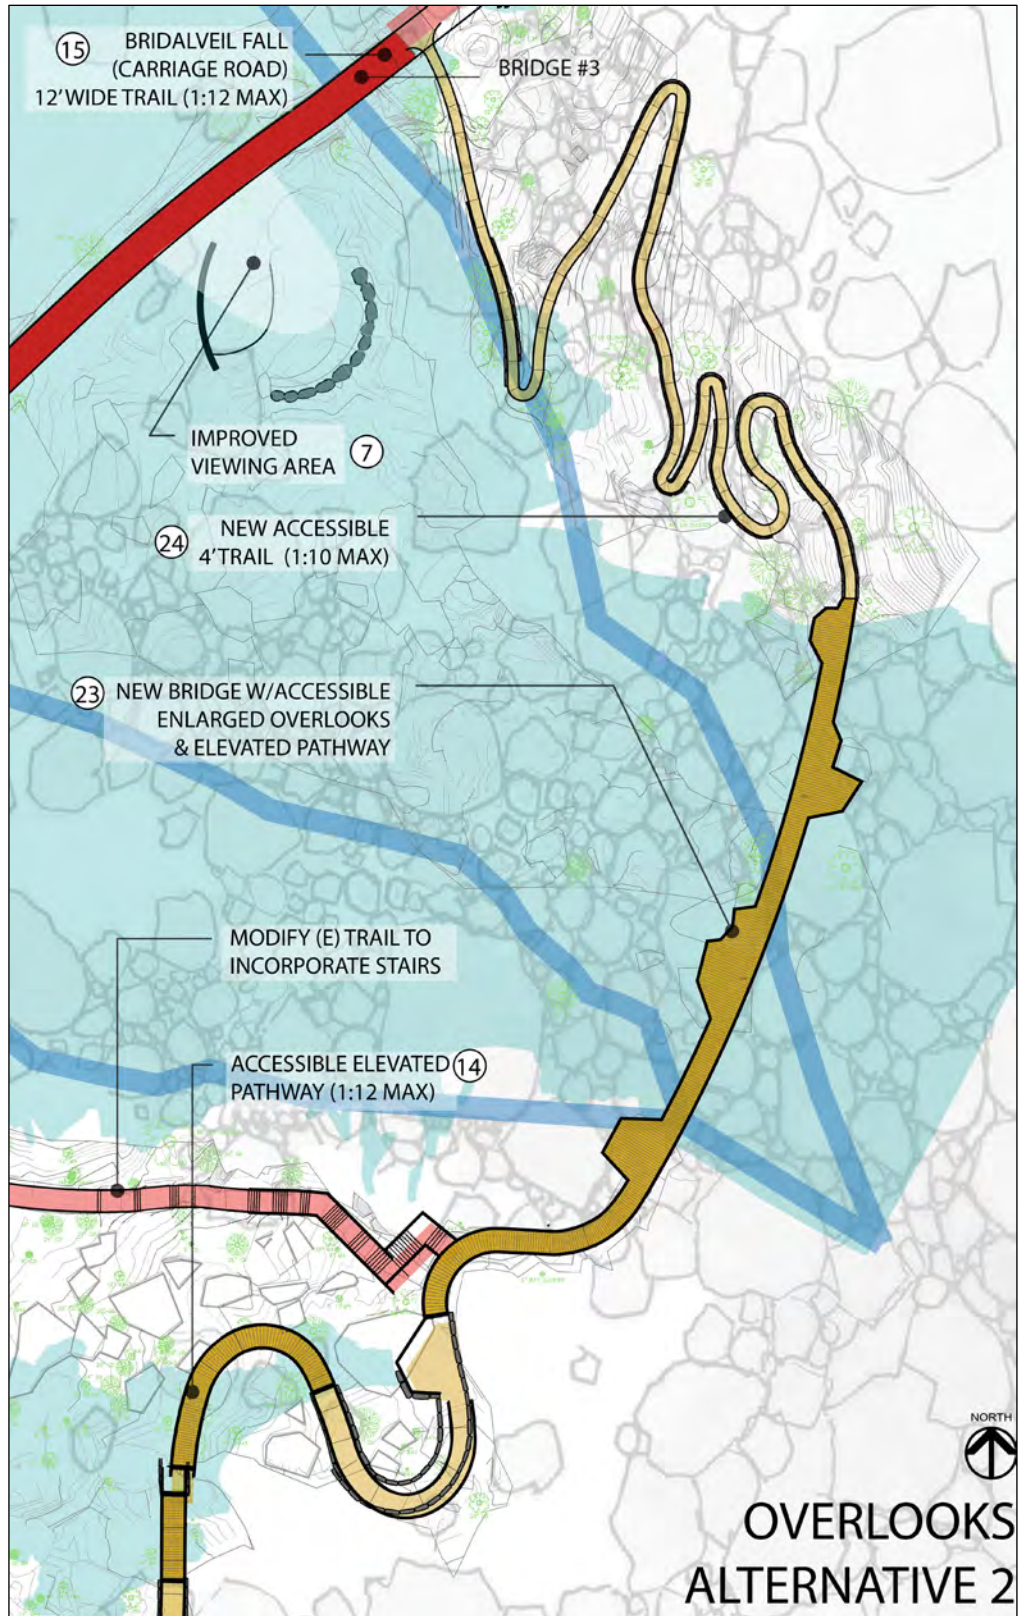 15
BRIDALVEIL FALL
(CARRIAGE ROAD)
12'WIDE TRAIL (1:12 MAX)
BRIDGE #3
IMPROVED
VIEWING AREA
7
24
NEW ACCESSIBLE
4'TRAIL (1:10 MAX)
23
NEW BRIDGE W/ACCESSIBLE
ENLARGED OVERLOOKS
& ELEVATED PATHWAY
MODIFY (E) TRAIL TO
INCORPORATE STAIRS
ACCESSIBLE ELEVATED
14
PATHWAY (1:12 MAX)
NORTH
OVERLOOKS
ALTERNATIVE 2